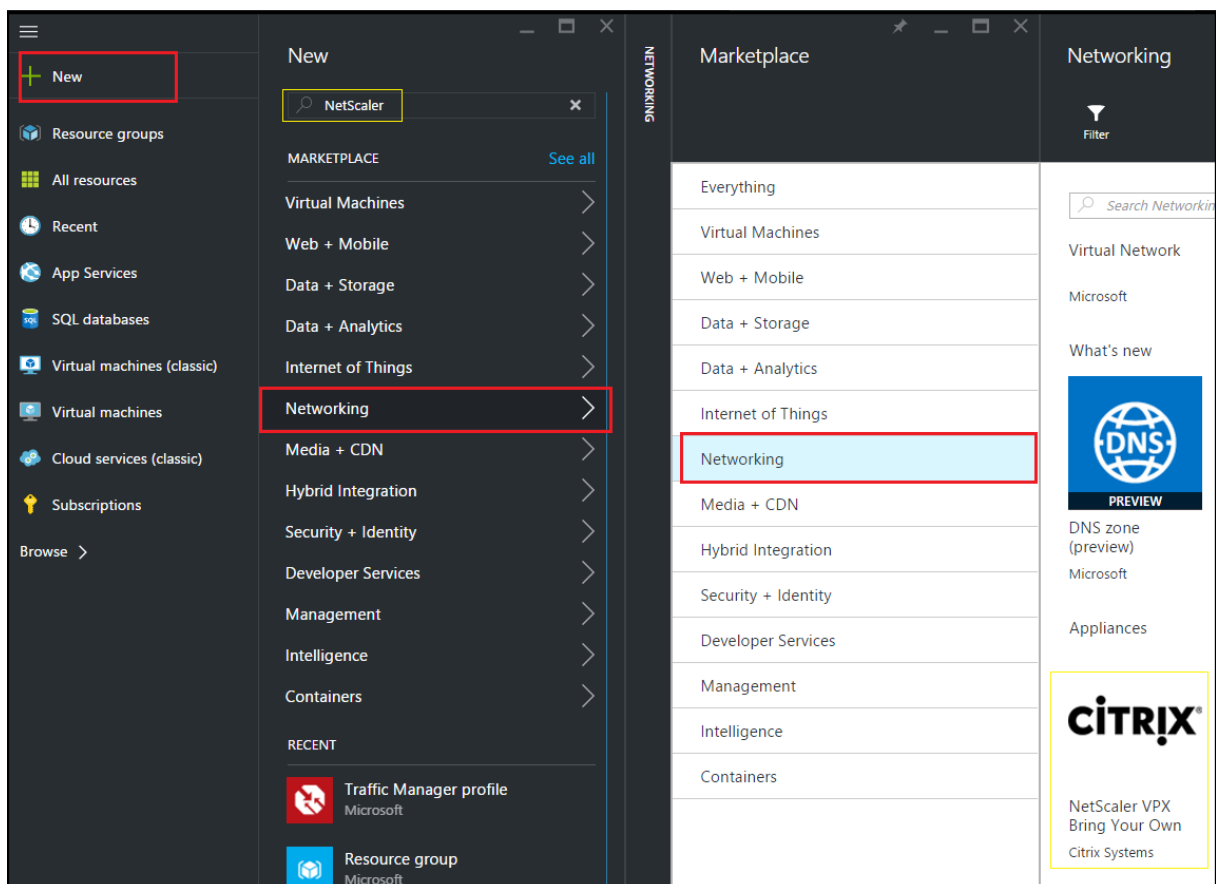 New
Resource groups
All resources
Recent
App Services
SQL databases
Virtual machines (classic)
Virtual machines
Cloud services (classic)
Subscriptions
Browse
New
NetScaler
MARKETPLACE
See all
Virtual Machines
Web + Mobile
Data + Storage
Data + Analytics
Internet of Things
Networking
Media + CDN
Hybrid Integration
Security + Identity
Developer Services
Management
Intelligence
Containers
RECENT
Traffic Manager profile
Microsoft
Resource group
Microsoft
NETWORKING
Marketplace
Everything
Virtual Machines
Web + Mobile
Data + Storage
Data + Analytics
Internet of Things
Networking
Media + CDN
Hybrid Integration
Security + Identity
Developer Services
Management
Intelligence
Containers
Networking
Filter
Search Networkin
Virtual Network
Microsoft
What's new
DNS
PREVIEW
DNS zone
(preview)
Microsoft
Appliances
CİTRIX
NetScaler VPX
Bring Your Own
Citrix Systems